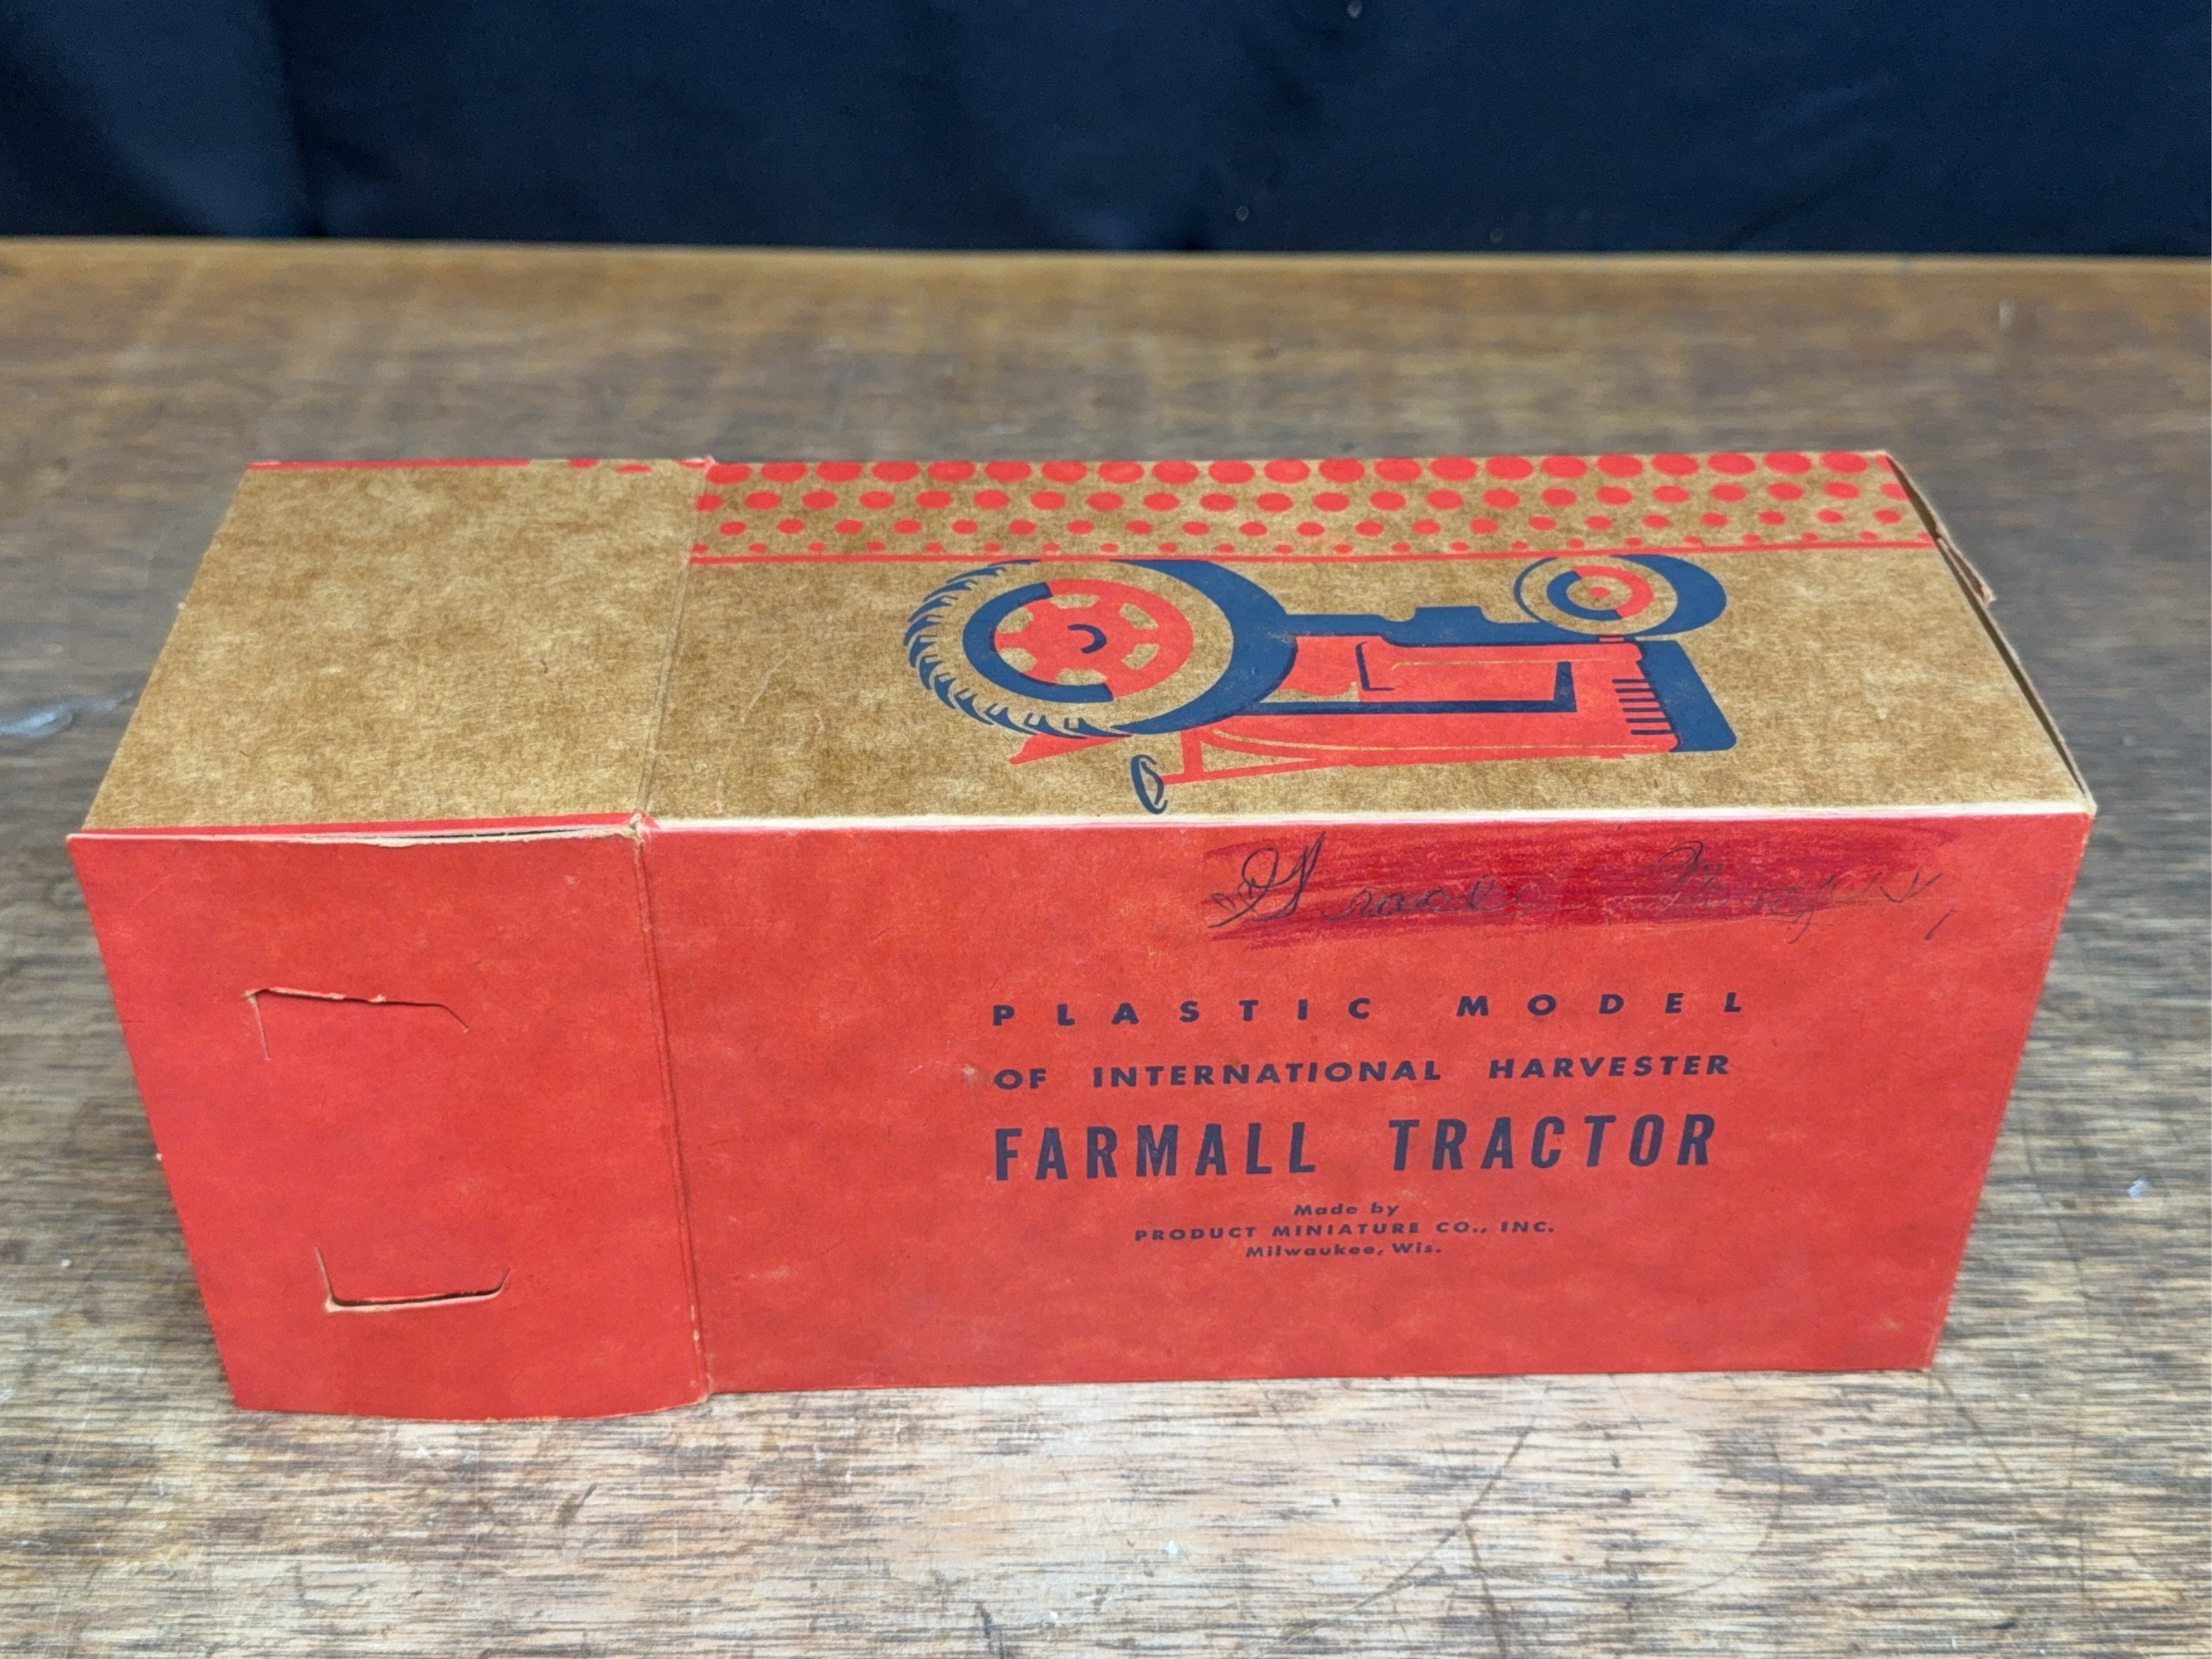 PLASTIC MODEL
OF INTERNATIONAL HARVESTER
FARMALL TRACTOR
Made by
PRODUCT MINIATURE CO., INC.
Milwaukee, Wis.